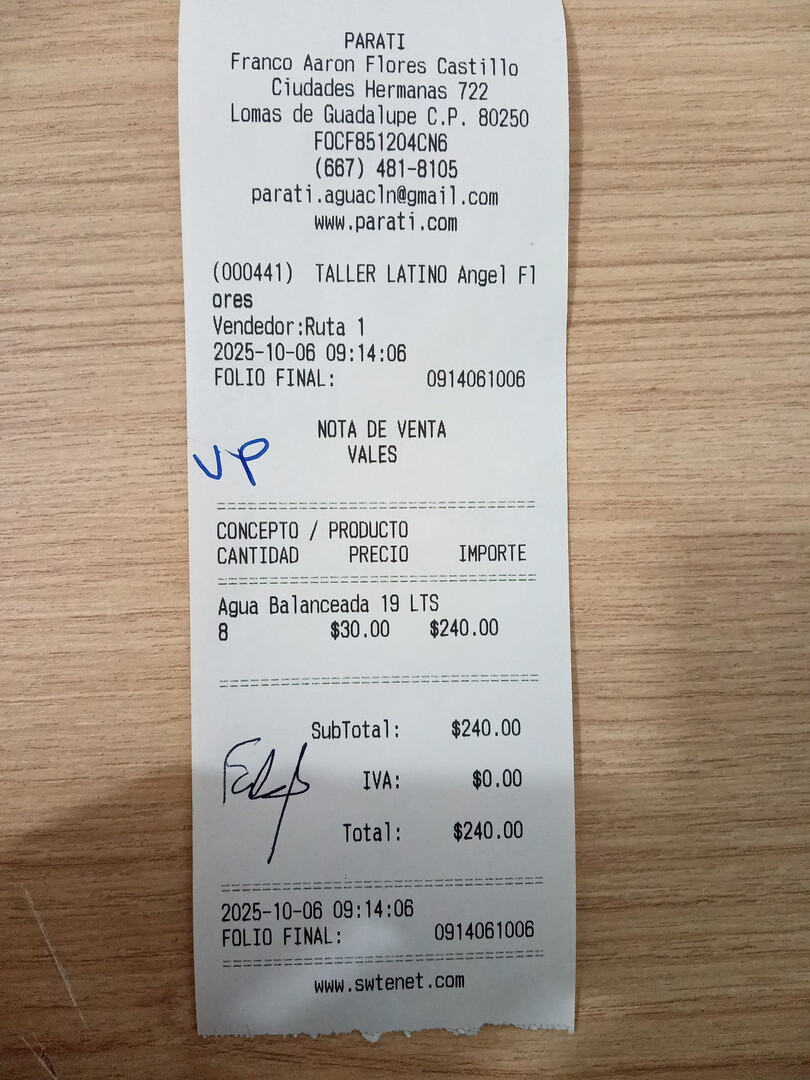 PARATI
Franco Aaron Flores Castillo
Ciudades Hermanas 722
Lomas de Guadalupe C.P. 80250
FOCF851204CN6
(667) 481-8105
parati.aguacln@gmail.com
www.parati.com
(000441) TALLER LATINO Angel Fl
ores
Vendedor:Ruta 1
2025-10-06 09:14:06
FOLIO FINAL: 0914061006
NOTA DE VENTA
VALES
VP
CONCEPTO / PRODUCTO
CANTIDAD PRECIO IMPORTE
Agua Balanceada 19 LTS
8 $30.00 $240.00
SubTotal: $240.00
IVA: $0.00
Total: $240.00
2025-10-06 09:14:06
FOLIO FINAL: 0914061006
www.swtenet.com